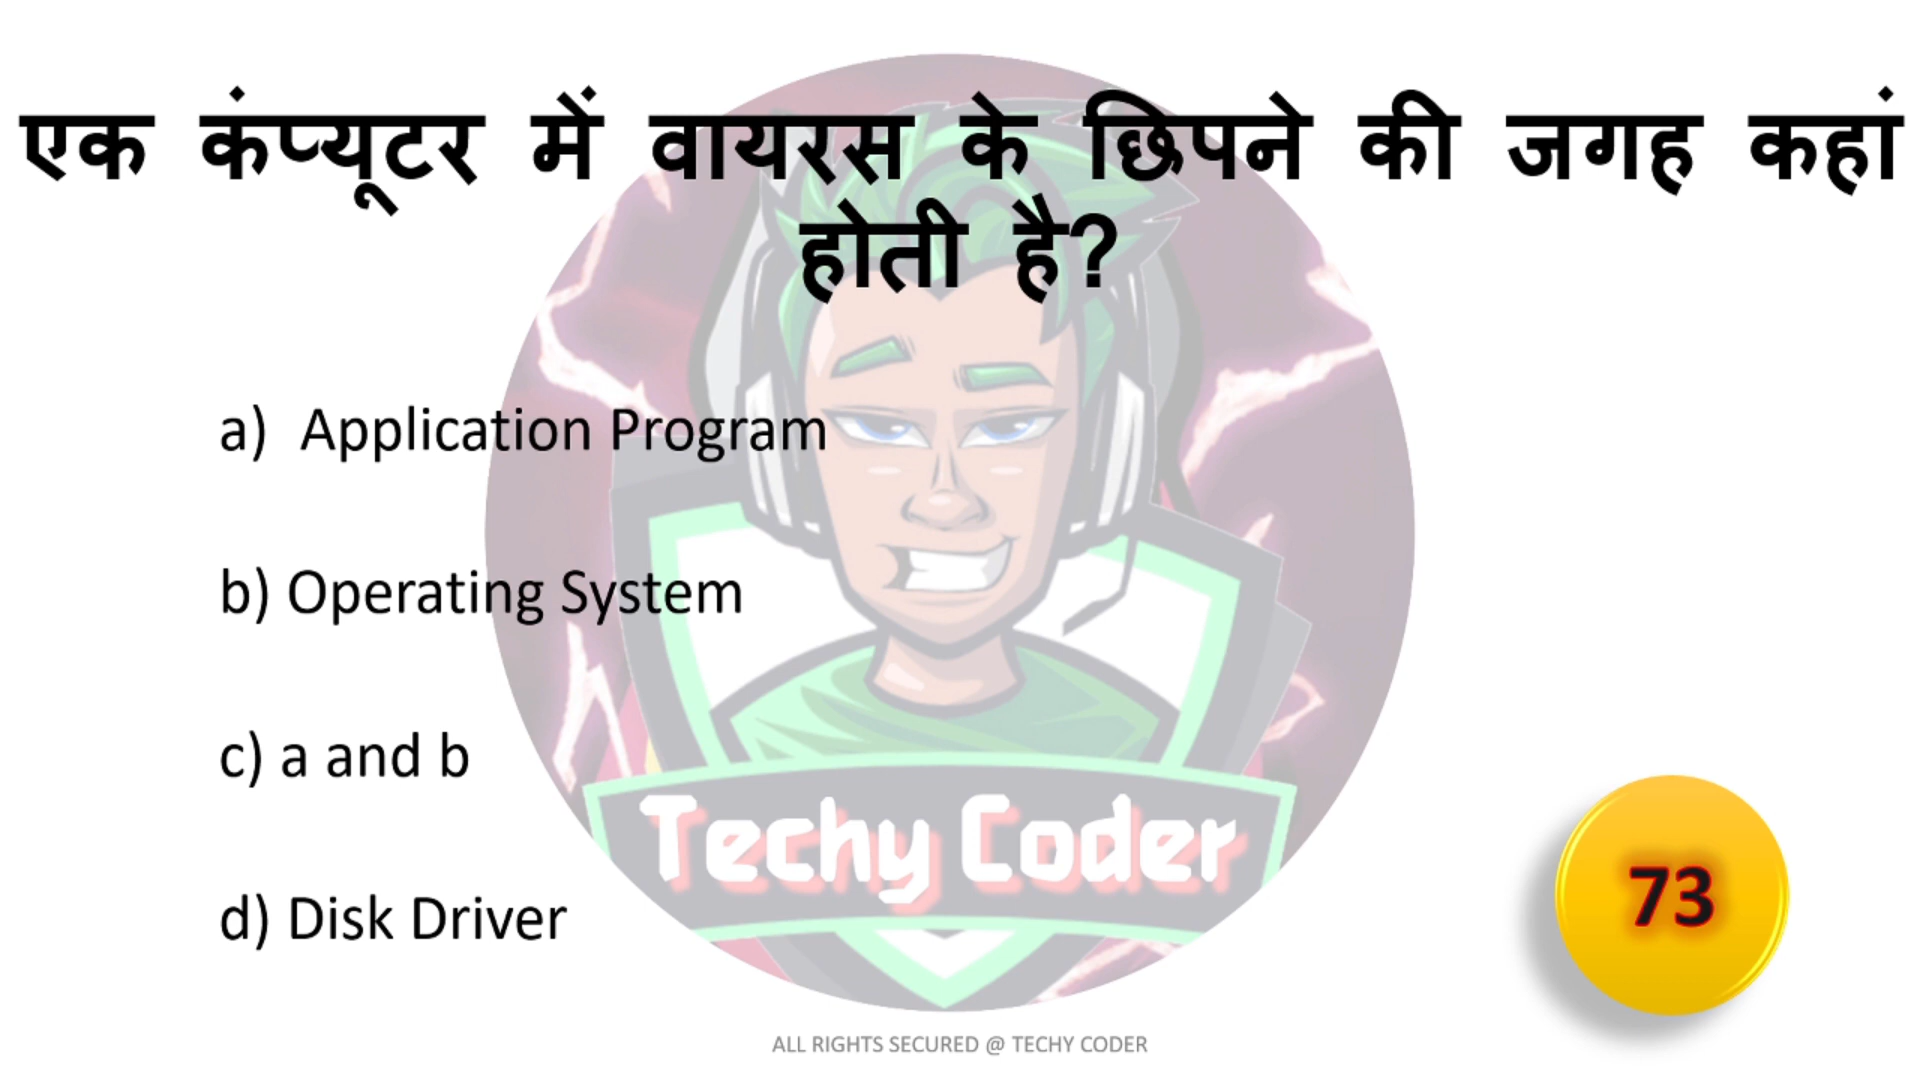 एक कंप्यूटर में वायरस के छिपने की जगह कहां
होती है?
a) Application Program
b) Operating System
c) a and b
d) Disk Driver
Techy Coder
73
ALL RIGHTS SECURED @ TECHY CODER